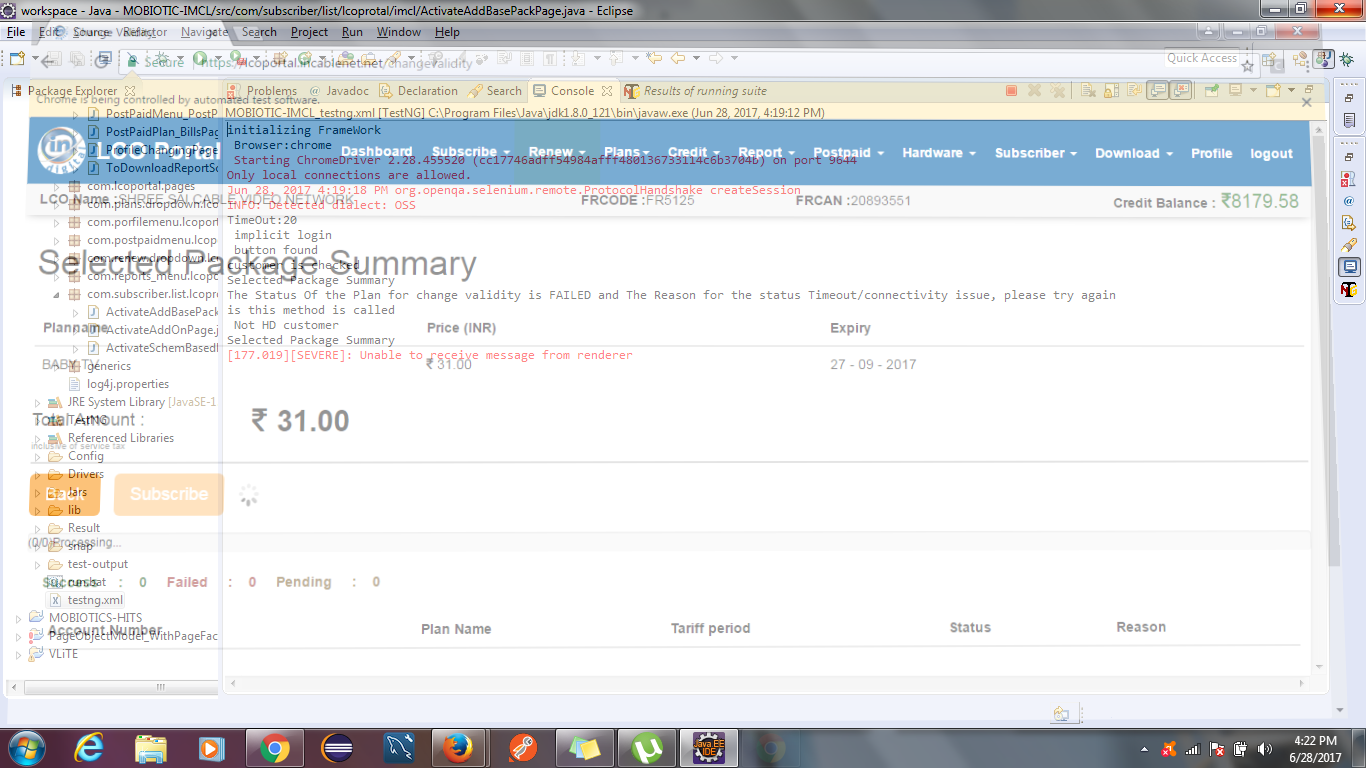 workspace - Java - MOBIOTIC-IMCL/src/com/subscriber/list/lcoprotal/imcl/ActivateAddBasePackPage.java - Eclipse
File Edit Source Refactor Navigate Search Project Run Window Help
Change Validity
Secure https://lcoportal.incablenet.net/changevalidity
Quick Access
Package Explorer
Problems Javadoc Declaration Search Console Results of running suite
Chrome is being controlled by automated test software.
MOBIOTIC-IMCL_testng.xml [TestNG] C:\Program Files\Java\jdk1.8.0_121\bin\javaw.exe (Jun 28, 2017, 4:19:12 PM)
PostPaidMenu_PostP
PostPaidPlan_BillsPag
ProfileChangingPage
ToDownloadReportSc
com.lcoportal.pages
com.plans.dropdown.lc
com.porfilemenu.lcoport
com.postpaidmenu.lcop
com.renew.dropdown.lc
com.reports_menu.lcopc
com.subscriber.list.lcopro
ActivateAddBasePack
ActivateAddOnPage.j
ActivateSchemBasedI
generics
log4j.properties
JRE System Library [JavaSE-1
TestNG
Referenced Libraries
Config
Drivers
Jars
lib
Result
snap
test-output
run.bat
testng.xml
MOBIOTICS-HITS
PageObjectModel_WithPageFac
VLiTE
initializing FrameWork
Browser:chrome
Starting ChromeDriver 2.28.455520 (cc17746adff54984afff480136733114c6b3704b) on port 9644
Only local connections are allowed.
Jun 28, 2017 4:19:18 PM org.openqa.selenium.remote.ProtocolHandshake createSession
INFO: Detected dialect: OSS
TimeOut:20
implicit login
button found
customer is checked
Selected Package Summary
The Status Of the Plan for change validity is FAILED and The Reason for the status Timeout/connectivity issue, please try again
is this method is called
Not HD customer
Selected Package Summary
[177.019][SEVERE]: Unable to receive message from renderer
LCO Portal
Dashboard Subscribe Renew Plans Credit Report Postpaid Hardware Subscriber Download Profile logout
LCO Name :SHREE SAI CABLE VIDEO NETWORK FRCODE :FR5125 FRCAN :20893551 Credit Balance : ₹8179.58
Selected Package Summary
Planname Price (INR) Expiry
BABY TV ₹ 31.00 27 - 09 - 2017
Total Amount : ₹ 31.00
inclusive of service tax
Back Subscribe
(0/0)Processing...
Success : 0 Failed : 0 Pending : 0
Account Number Plan Name Tariff period Status Reason
4:22 PM
6/28/2017